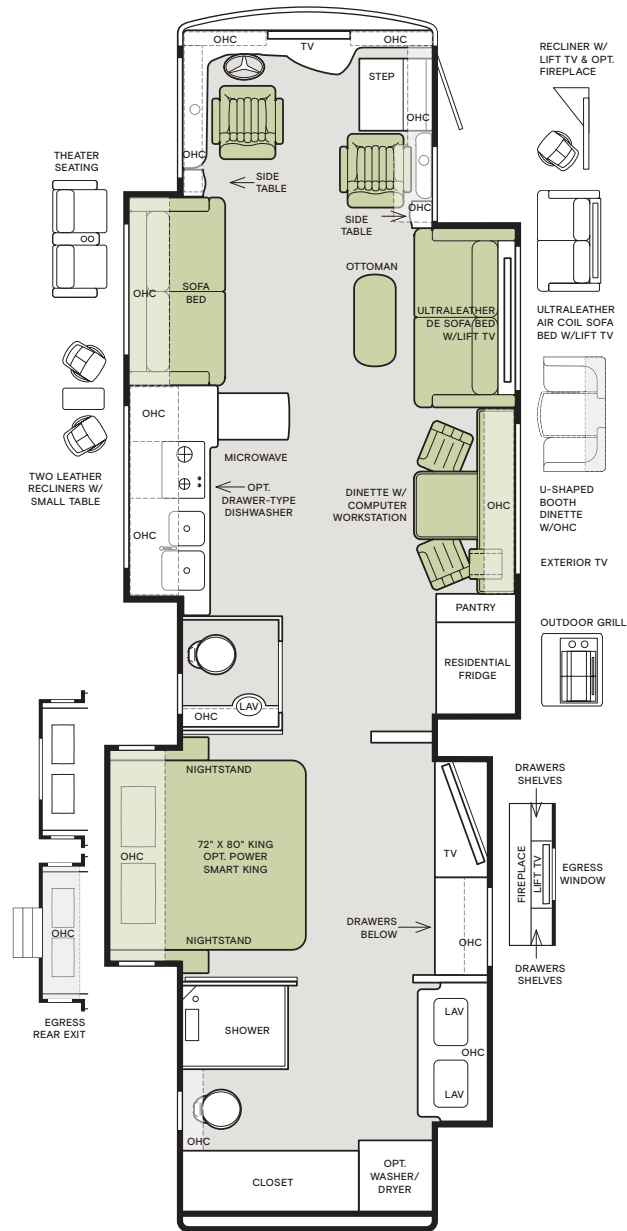 OHC
TV
OHC
RECLINER W/
LIFT TV & OPT.
FIREPLACE
STEP
OHC
THEATER
SEATING
OHC
SIDE
TABLE
SIDE
TABLE
OHC
OHC
SOFA
BED
OTTOMAN
ULTRALEATHER
DE SOFA/BED
W/LIFT TV
ULTRALEATHER
AIR COIL SOFA
BED W/LIFT TV
OHC
MICROWAVE
TWO LEATHER
RECLINERS W/
SMALL TABLE
OPT.
DRAWER-TYPE
DISHWASHER
OHC
DINETTE W/
COMPUTER
WORKSTATION
OHC
U-SHAPED
BOOTH
DINETTE
W/OHC
EXTERIOR TV
PANTRY
OUTDOOR GRILL
RESIDENTIAL
FRIDGE
LAV
OHC
NIGHTSTAND
OHC
72" X 80" KING
OPT. POWER
SMART KING
NIGHTSTAND
TV
DRAWERS
SHELVES
FIREPLACE
LIFT TV
EGRESS
WINDOW
DRAWERS
SHELVES
DRAWERS
BELOW
OHC
OHC
EGRESS
REAR EXIT
SHOWER
LAV
OHC
LAV
OHC
CLOSET
OPT.
WASHER/
DRYER